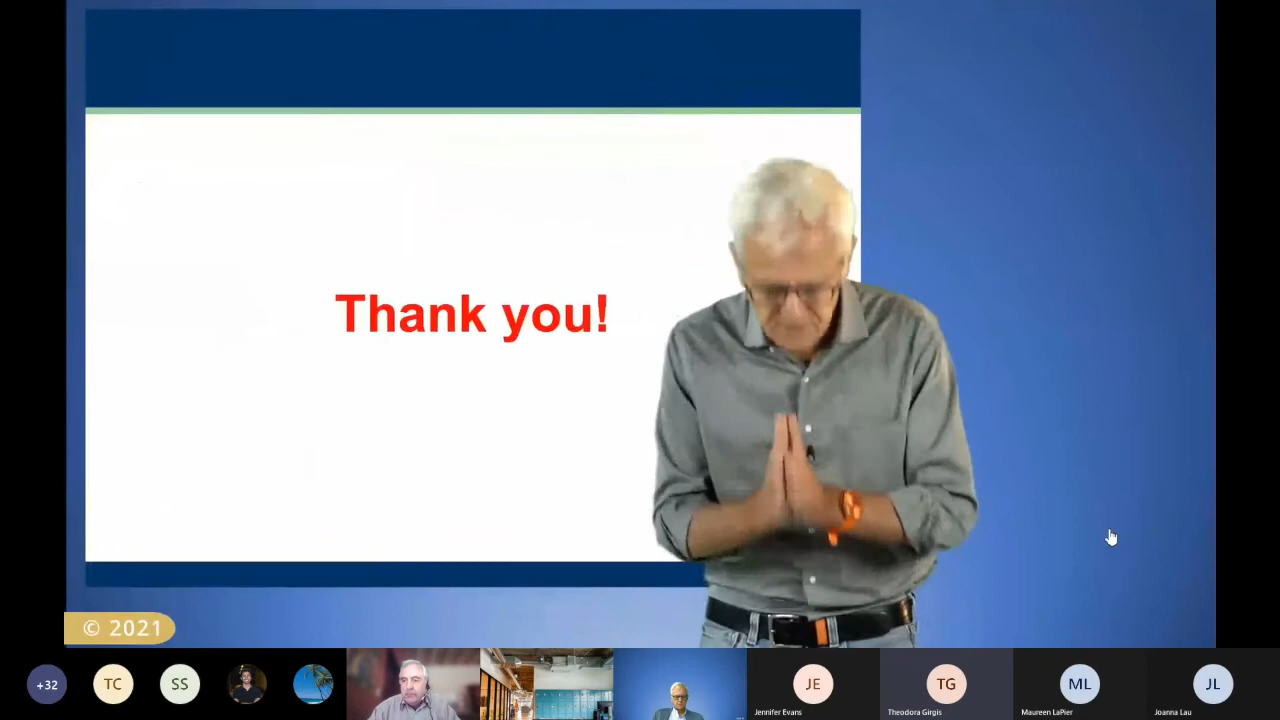 Thank you!
© 2021
+32
TC
SS
JE
TG
ML
JL
Jennifer Evans
Theodora Girgis
Maureen LaPier
Joanna Lau